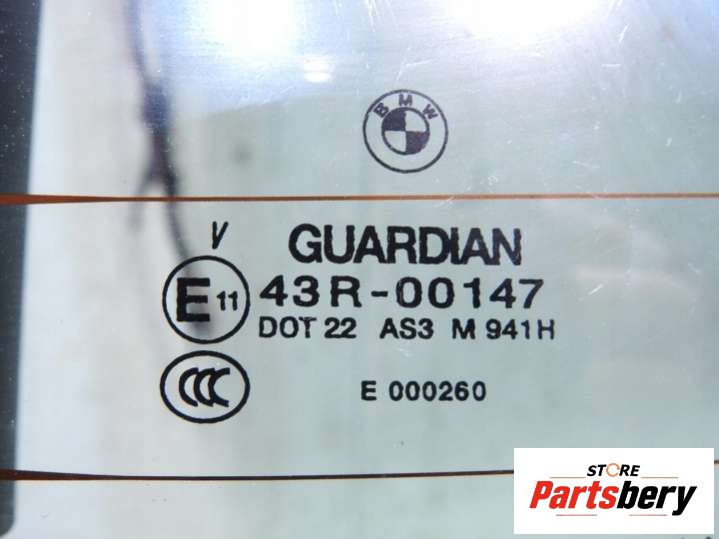 BMW
V
GUARDIAN
E 11 43R-00147
DOT 22 AS3 M 941H
CCC
E 000260
STORE
Partsbery